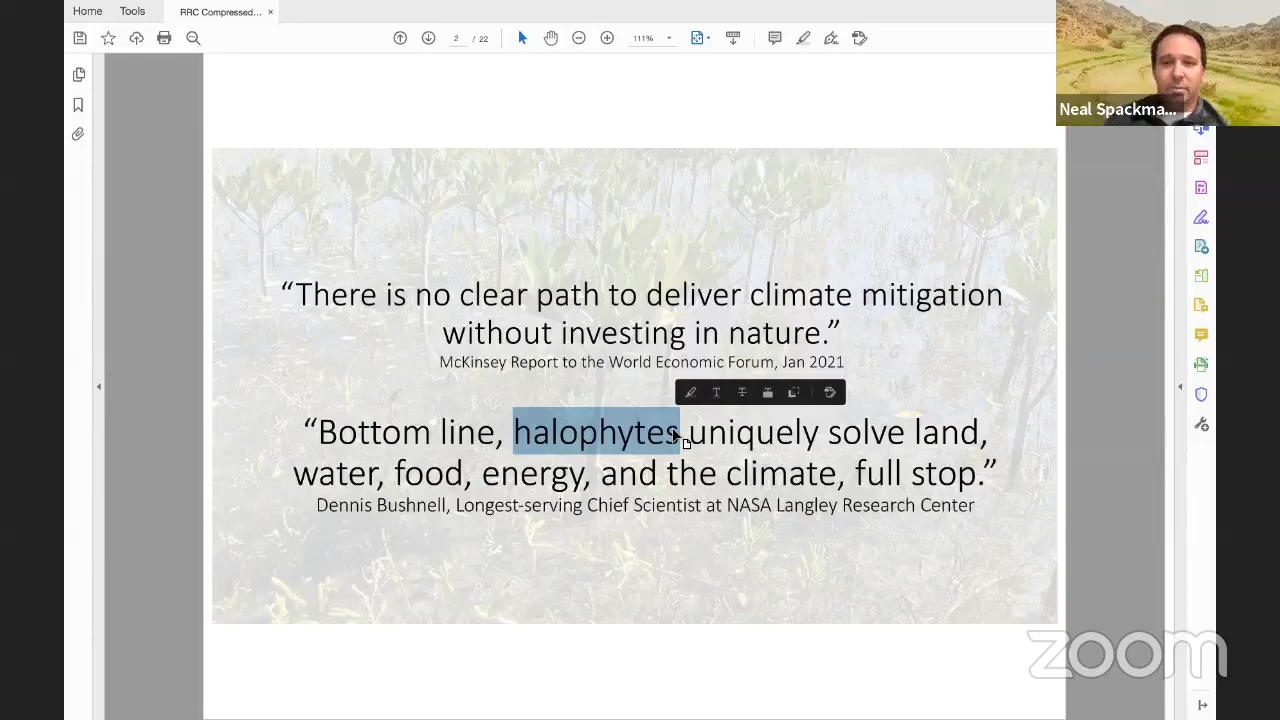 Home Tools RRC Compressed... ×
2 / 22 111%
Neal Spackma...
“There is no clear path to deliver climate mitigation
without investing in nature.”
McKinsey Report to the World Economic Forum, Jan 2021
“Bottom line, halophytes uniquely solve land,
water, food, energy, and the climate, full stop.”
Dennis Bushnell, Longest-serving Chief Scientist at NASA Langley Research Center
zoom